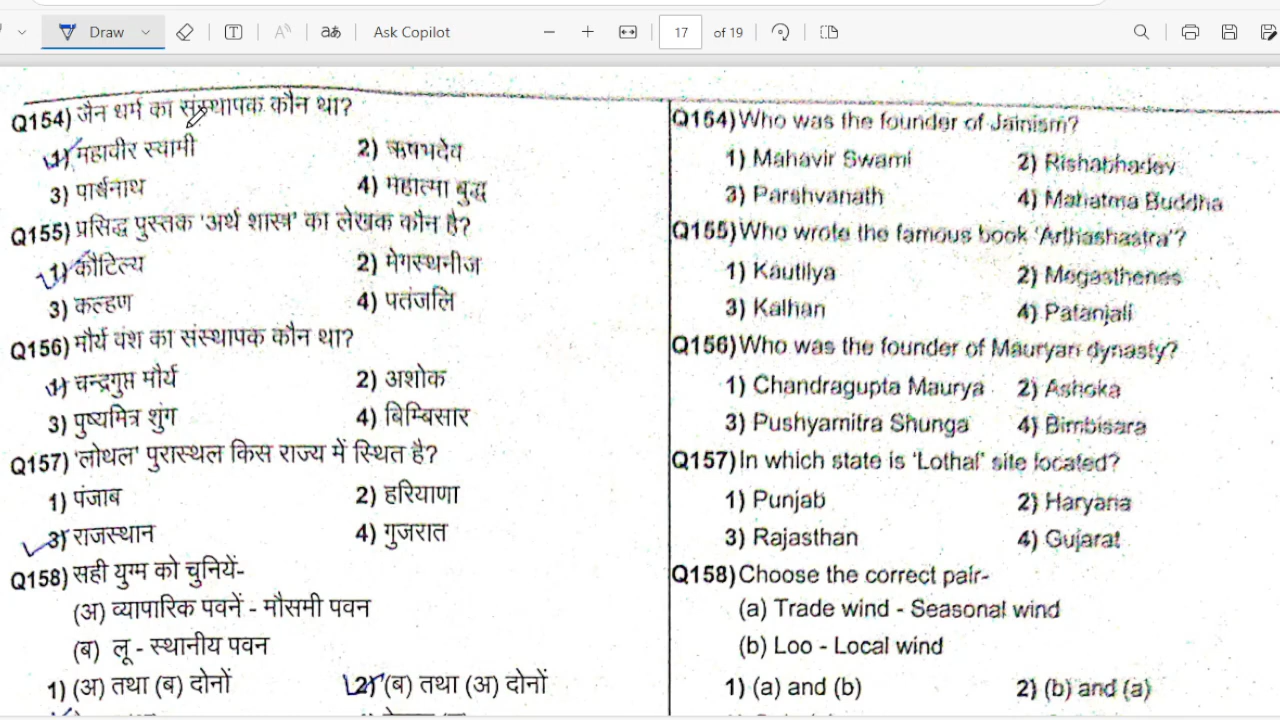 Draw
aあ
Ask Copilot
17 of 19
Q154) जैन धर्म का संस्थापक कौन था?
1) महावीर स्वामी 2) ऋषभदेव
3) पार्श्वनाथ 4) महात्मा बुद्ध
Q155) प्रसिद्ध पुस्तक 'अर्थ शास्त्र' का लेखक कौन है?
1) कौटिल्य 2) मेगस्थनीज
3) कल्हण 4) पतंजलि
Q156) मौर्य वंश का संस्थापक कौन था?
1) चन्द्रगुप्त मौर्य 2) अशोक
3) पुष्यमित्र शुंग 4) बिम्बिसार
Q157) 'लोथल' पुरास्थल किस राज्य में स्थित है?
1) पंजाब 2) हरियाणा
3) राजस्थान 4) गुजरात
Q158) सही युग्म को चुनियें-
(अ) व्यापारिक पवनें - मौसमी पवन
(ब) लू - स्थानीय पवन
1) (अ) तथा (ब) दोनों 2) (ब) तथा (अ) दोनों
Q154) Who was the founder of Jainism?
1) Mahavir Swami 2) Rishabhadev
3) Parshvanath 4) Mahatma Buddha
Q155) Who wrote the famous book 'Arthashastra'?
1) Kautilya 2) Megasthenes
3) Kalhan 4) Patanjali
Q156) Who was the founder of Mauryan dynasty?
1) Chandragupta Maurya 2) Ashoka
3) Pushyamitra Shunga 4) Bimbisara
Q157) In which state is 'Lothal' site located?
1) Punjab 2) Haryana
3) Rajasthan 4) Gujarat
Q158) Choose the correct pair-
(a) Trade wind - Seasonal wind
(b) Loo - Local wind
1) (a) and (b) 2) (b) and (a)